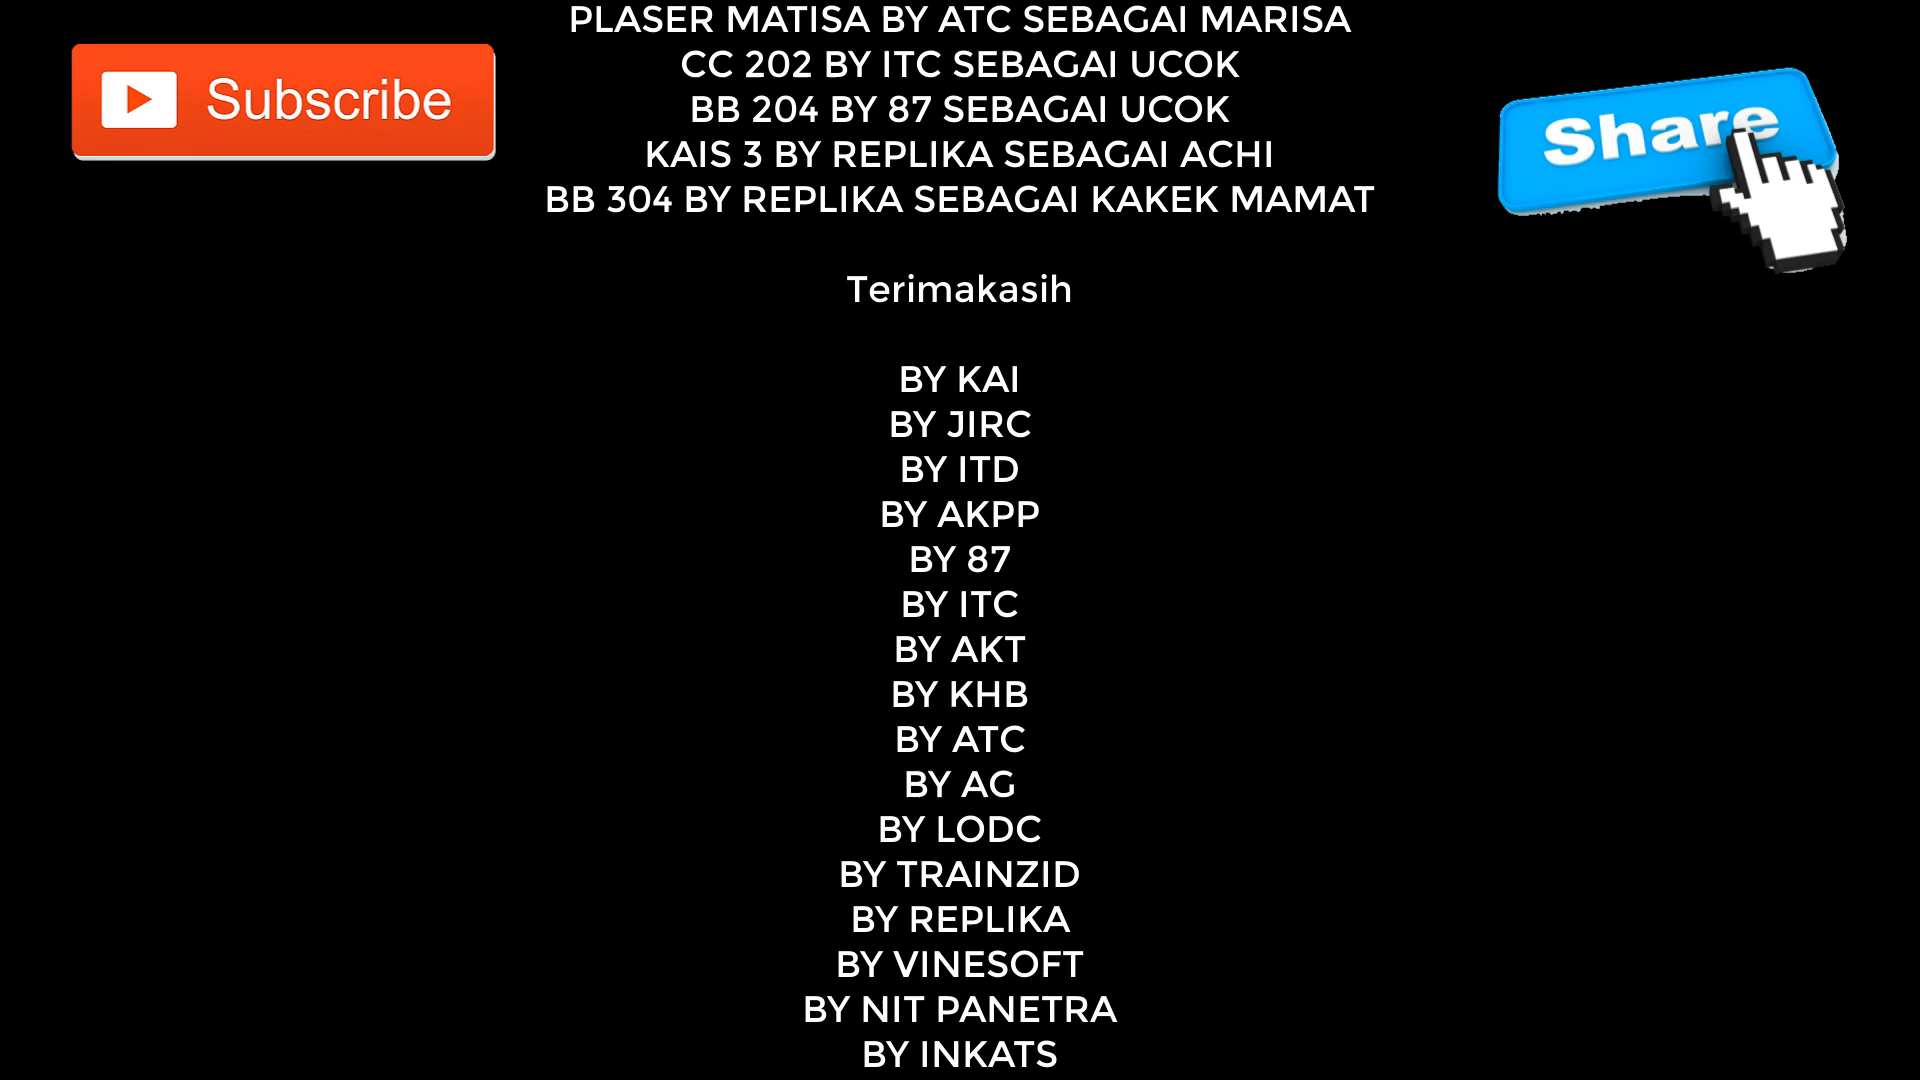 PLASER MATISA BY ATC SEBAGAI MARISA
CC 202 BY ITC SEBAGAI UCOK
BB 204 BY 87 SEBAGAI UCOK
KAIS 3 BY REPLIKA SEBAGAI ACHI
BB 304 BY REPLIKA SEBAGAI KAKEK MAMAT
Subscribe
Share
Terimakasih
BY KAI
BY JIRC
BY ITD
BY AKPP
BY 87
BY ITC
BY AKT
BY KHB
BY ATC
BY AG
BY LODC
BY TRAINZID
BY REPLIKA
BY VINESOFT
BY NIT PANETRA
BY INKATS